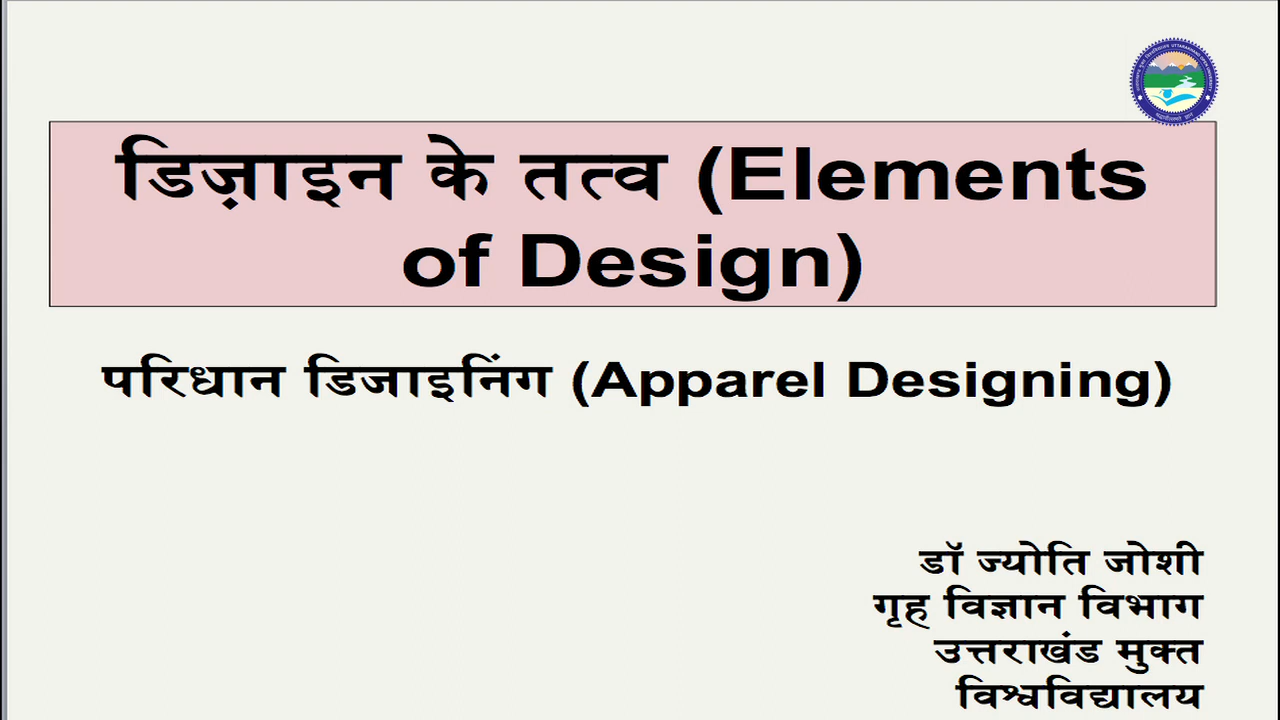 डिज़ाइन के तत्व (Elements
of Design)
परिधान डिजाइनिंग (Apparel Designing)
डॉ ज्योति जोशी
गृह विज्ञान विभाग
उत्तराखंड मुक्त
विश्वविद्यालय